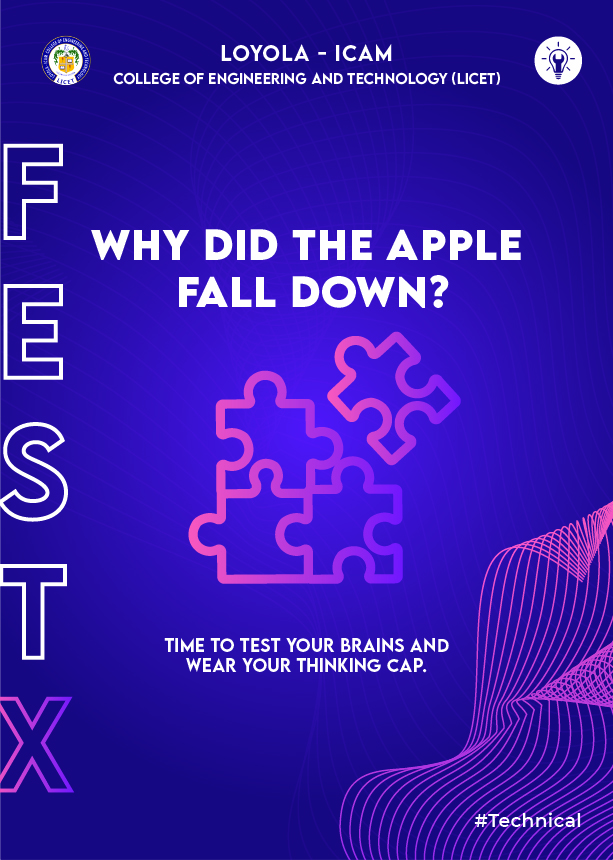 LOYOLA - ICAM
COLLEGE OF ENGINEERING AND TECHNOLOGY (LICET)
LICET
FESTX
WHY DID THE APPLE
FALL DOWN?
TIME TO TEST YOUR BRAINS AND
WEAR YOUR THINKING CAP.
#Technical